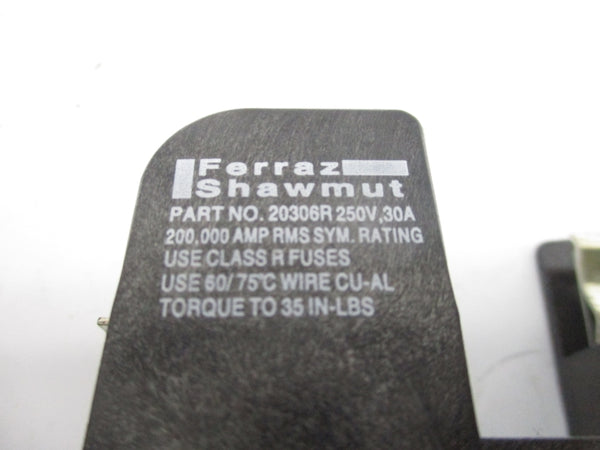 Ferraz
Shawmut
PART NO. 20306R 250V,30A
200,000 AMP RMS SYM. RATING
USE CLASS R FUSES
USE 60/75°C WIRE CU-AL
TORQUE TO 35 IN-LBS